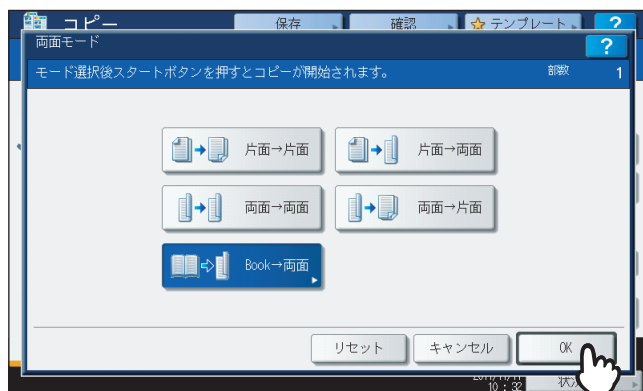 コピー 保存 確認 テンプレート ?
両面モード ?
モード選択後スタートボタンを押すとコピーが開始されます。 部数 1
片面→片面 片面→両面
両面→両面 両面→片面
Book→両面
リセット キャンセル OK
10:32